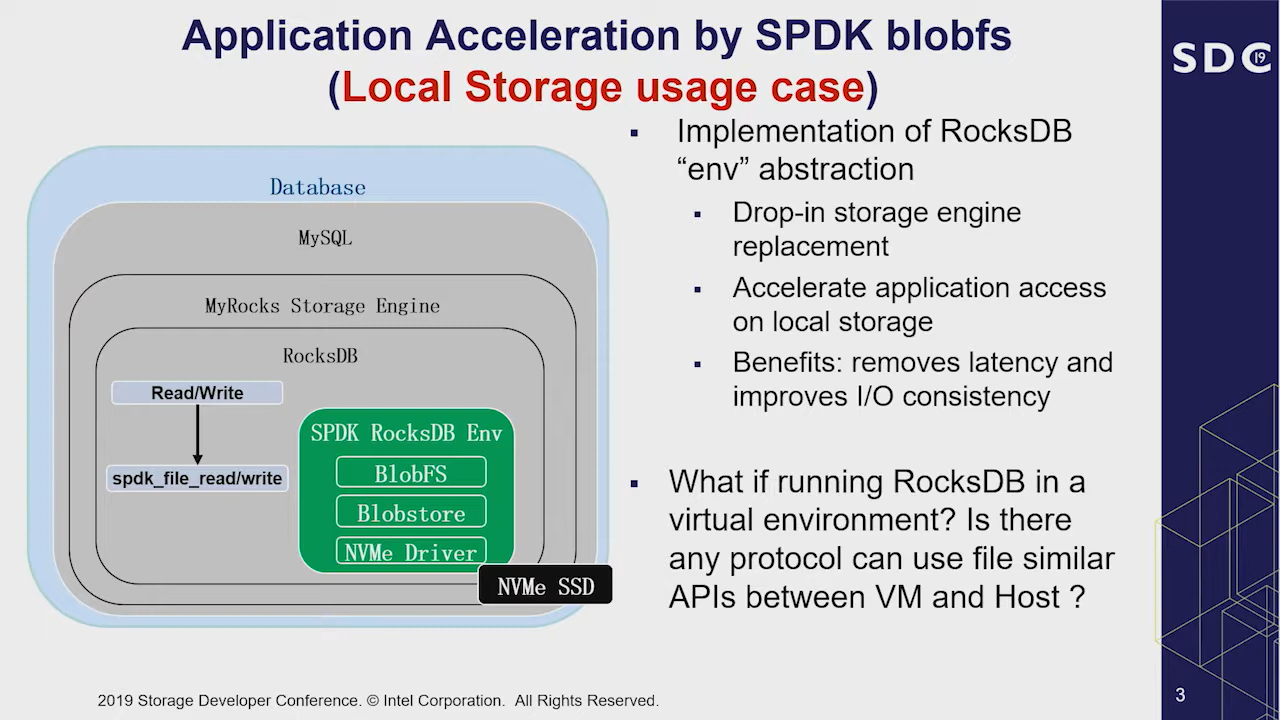 Application Acceleration by SPDK blobfs
(Local Storage usage case)
SDC 19
Database
MySQL
MyRocks Storage Engine
RocksDB
Read/Write
spdk_file_read/write
SPDK RocksDB Env
BlobFS
Blobstore
NVMe Driver
NVMe SSD
▪ Implementation of RocksDB
“env” abstraction
▪ Drop-in storage engine
replacement
▪ Accelerate application access
on local storage
▪ Benefits: removes latency and
improves I/O consistency
▪ What if running RocksDB in a
virtual environment? Is there
any protocol can use file similar
APIs between VM and Host ?
2019 Storage Developer Conference. © Intel Corporation. All Rights Reserved.
3